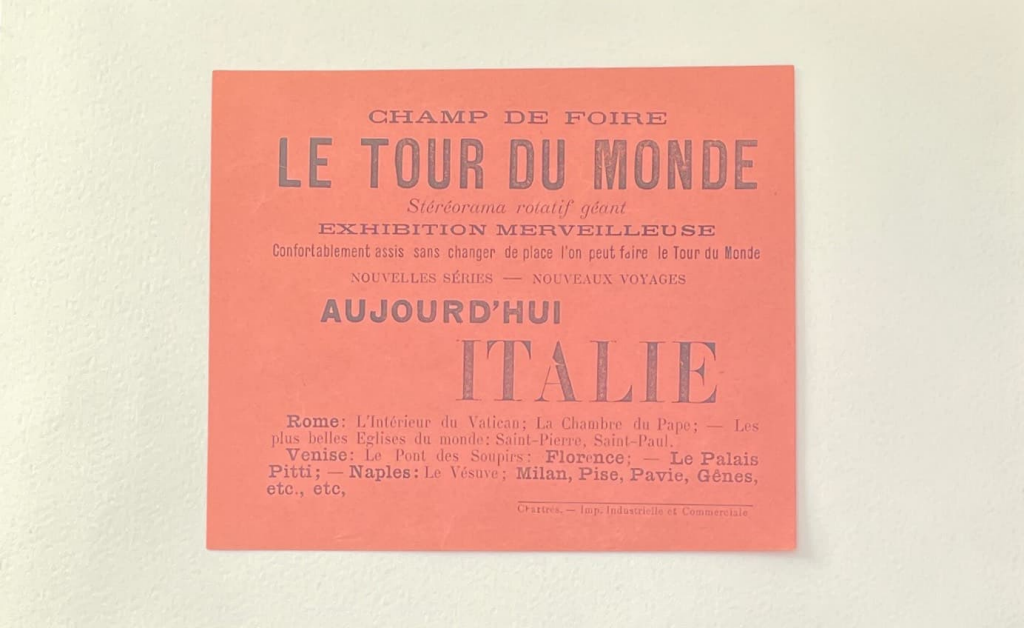 CHAMP DE FOIRE
LE TOUR DU MONDE
Stéréorama rotatif géant
EXHIBITION MERVEILLEUSE
Confortablement assis sans changer de place l'on peut faire le Tour du Monde
NOUVELLES SÉRIES — NOUVEAUX VOYAGES
AUJOURD'HUI
ITALIE
Rome: L'Intérieur du Vatican; La Chambre du Pape; — Les
plus belles Eglises du monde: Saint-Pierre, Saint-Paul.
Venise: Le Pont des Soupirs: Florence; — Le Palais
Pitti; — Naples: Le Vésuve; Milan, Pise, Pavie, Gênes,
etc., etc,
Chartres. — Imp. Industrielle et Commerciale